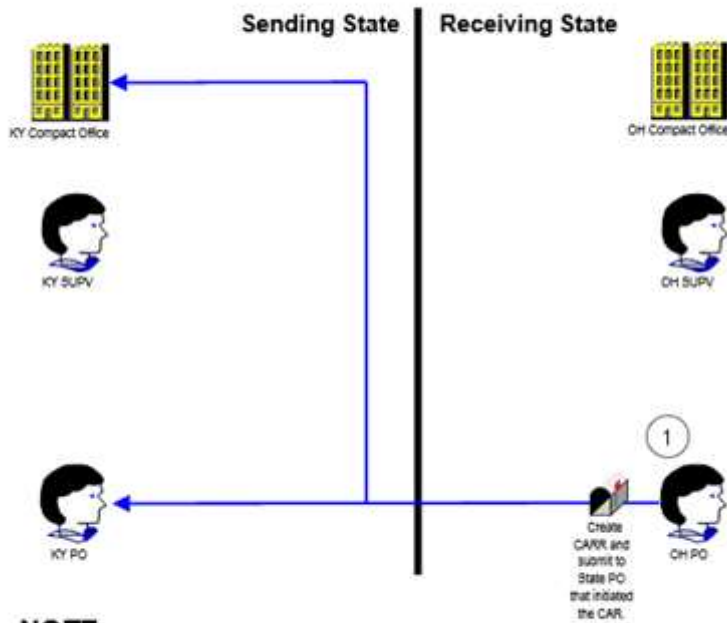 Sending State
Receiving State
KY Compact Office
OH Compact Office
KY SUPV
OH SUPV
1
KY PO
OH PO
Create
CARR and
submit to
State PO
that initiated
the CAR.